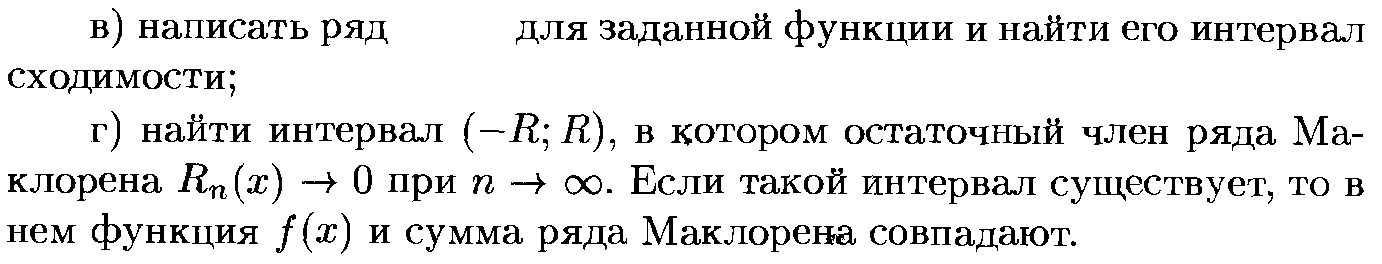 в) написать ряд для заданной функции и найти его интервал
сходимости;
г) найти интервал (−R; R), в котором остаточный член ряда Ма-
клорена Rₙ(x) → 0 при n → ∞. Если такой интервал существует, то в
нем функция f(x) и сумма ряда Маклорена совпадают.